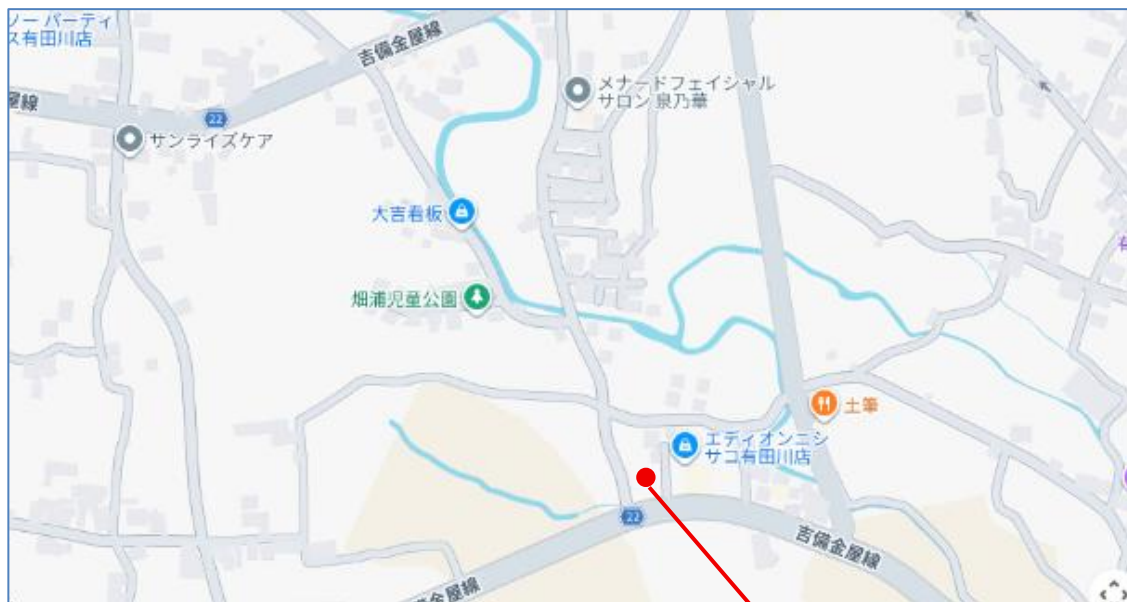 ノー パーティ
ス有田川店
吉備金屋線
メナードフェイシャル
サロン 泉乃華
屋線
22
サンライズケア
大吉看板
畑浦児童公園
土筆
エディオンニシ
サコ有田川店
22
吉備金屋線
備金屋線